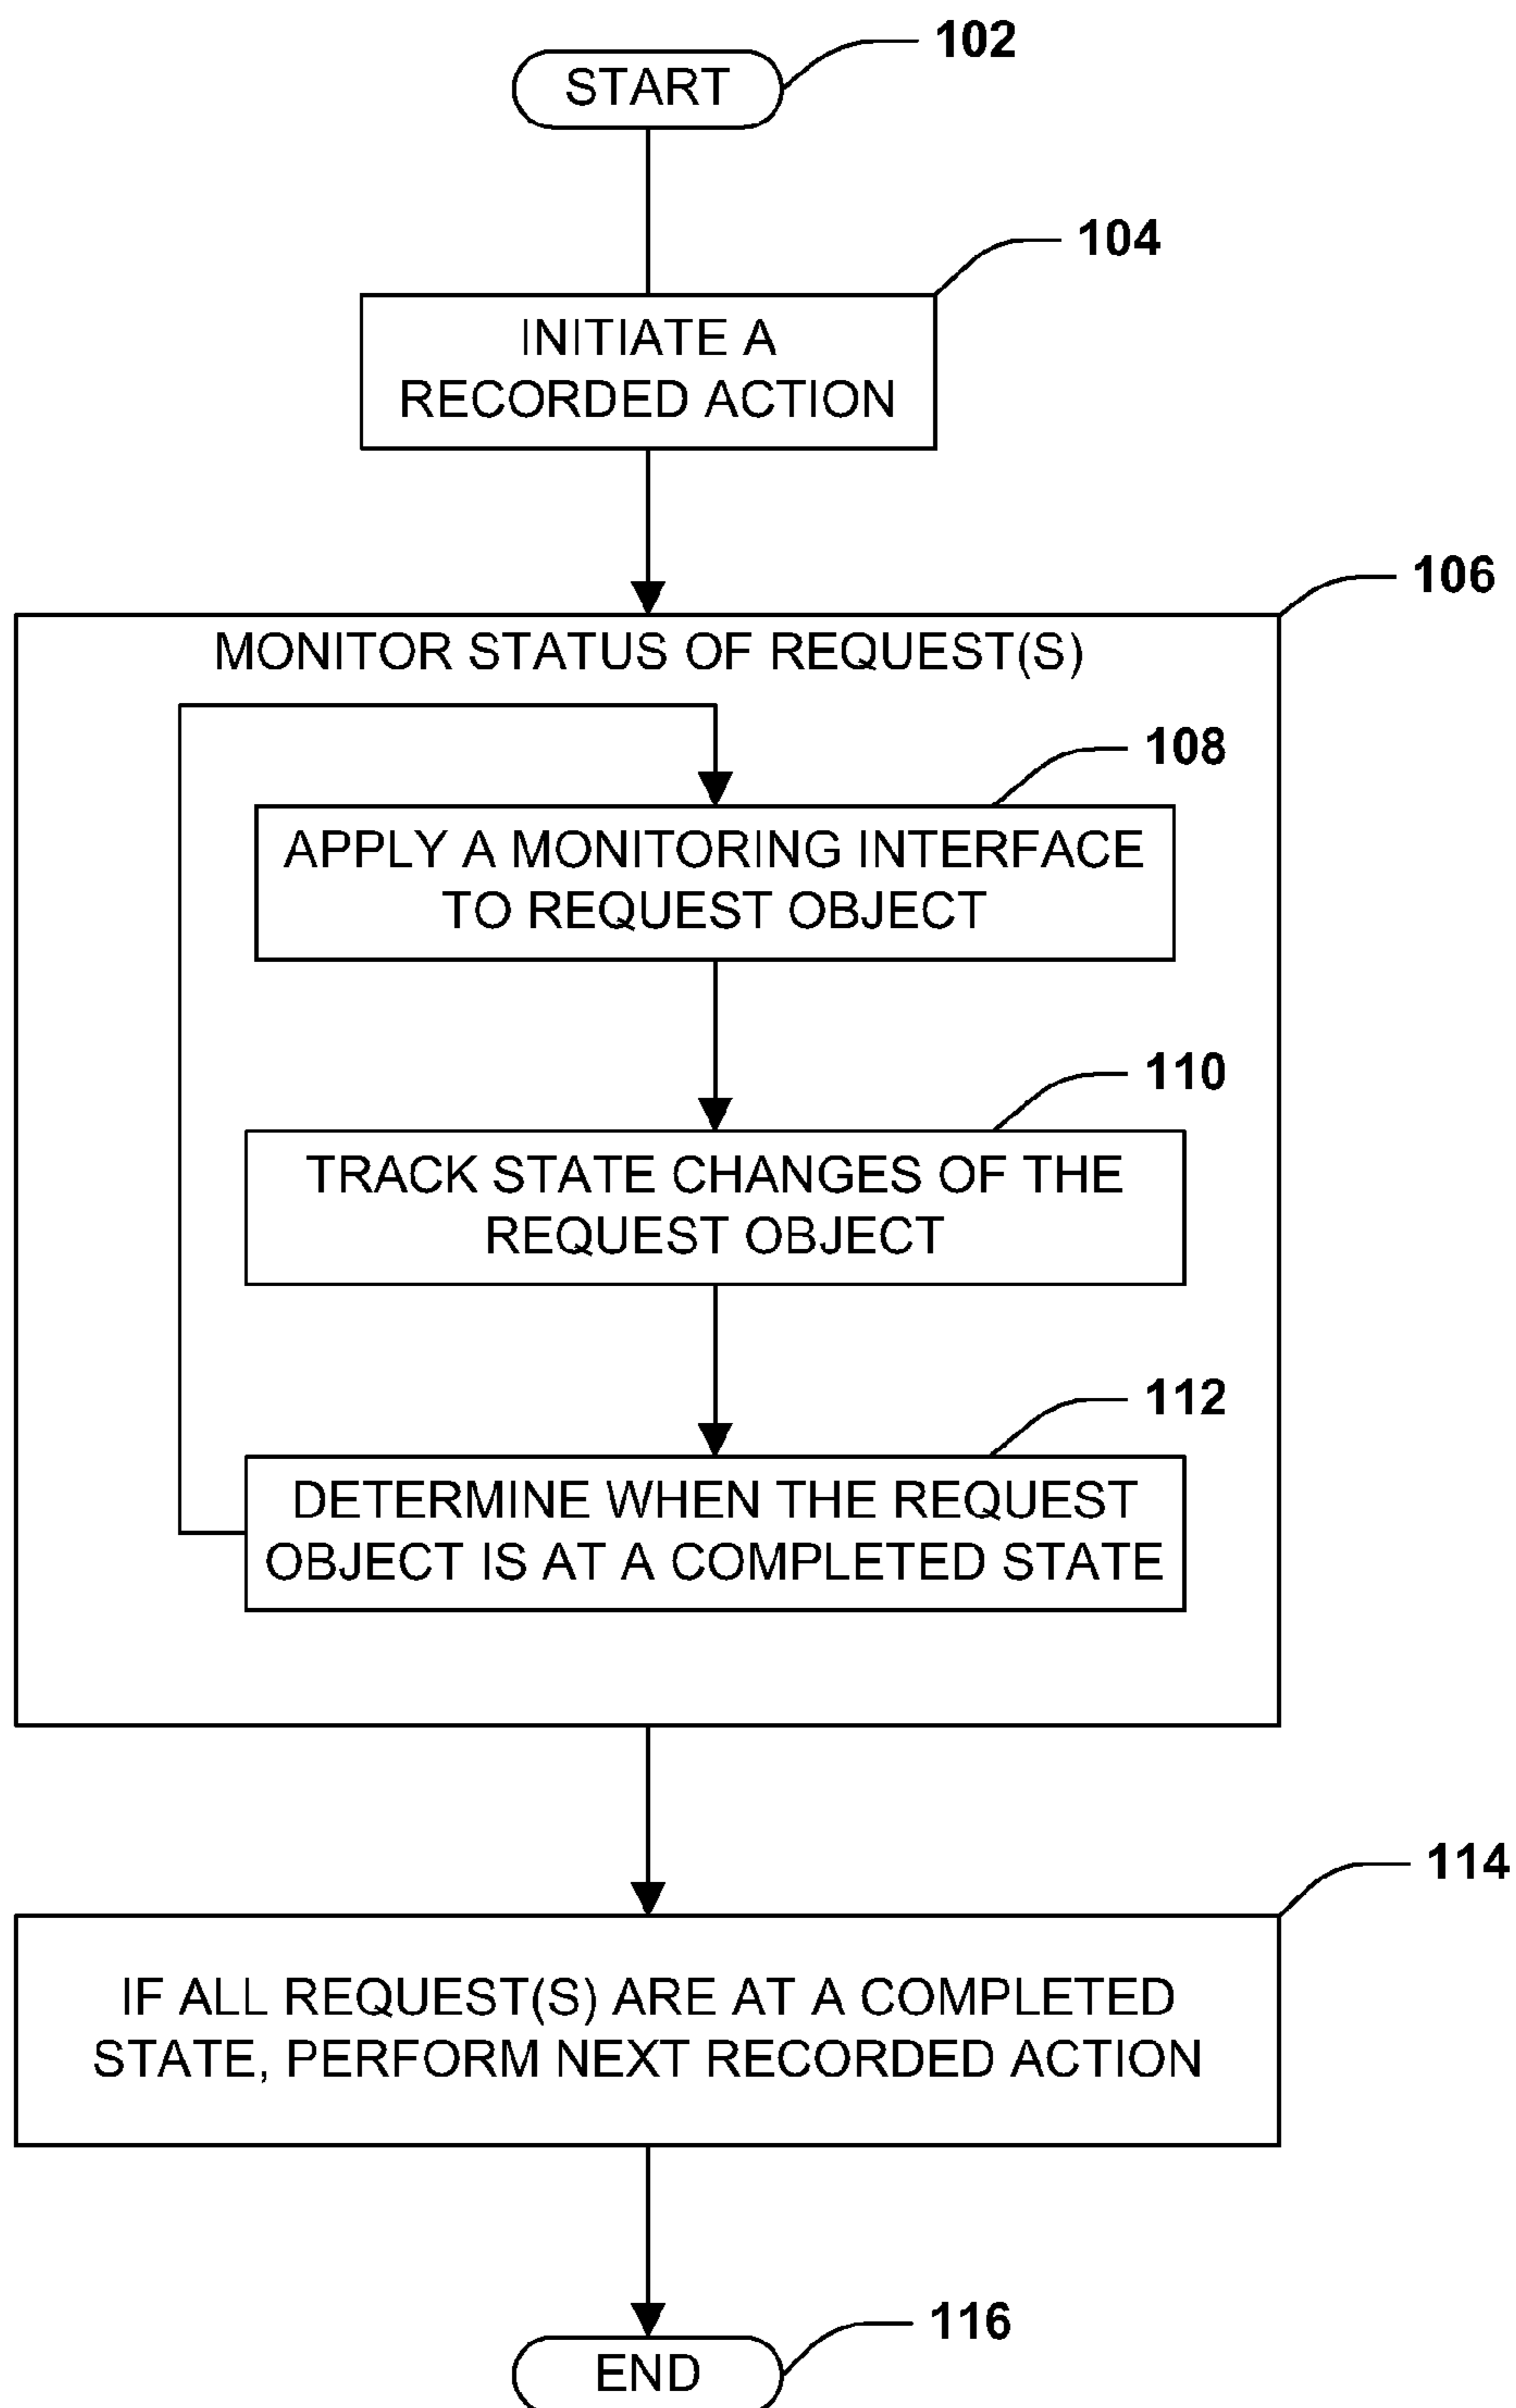 102
START
104
INITIATE A
RECORDED ACTION
106
MONITOR STATUS OF REQUEST(S)
108
APPLY A MONITORING INTERFACE
TO REQUEST OBJECT
110
TRACK STATE CHANGES OF THE
REQUEST OBJECT
112
DETERMINE WHEN THE REQUEST
OBJECT IS AT A COMPLETED STATE
114
IF ALL REQUEST(S) ARE AT A COMPLETED
STATE, PERFORM NEXT RECORDED ACTION
116
END